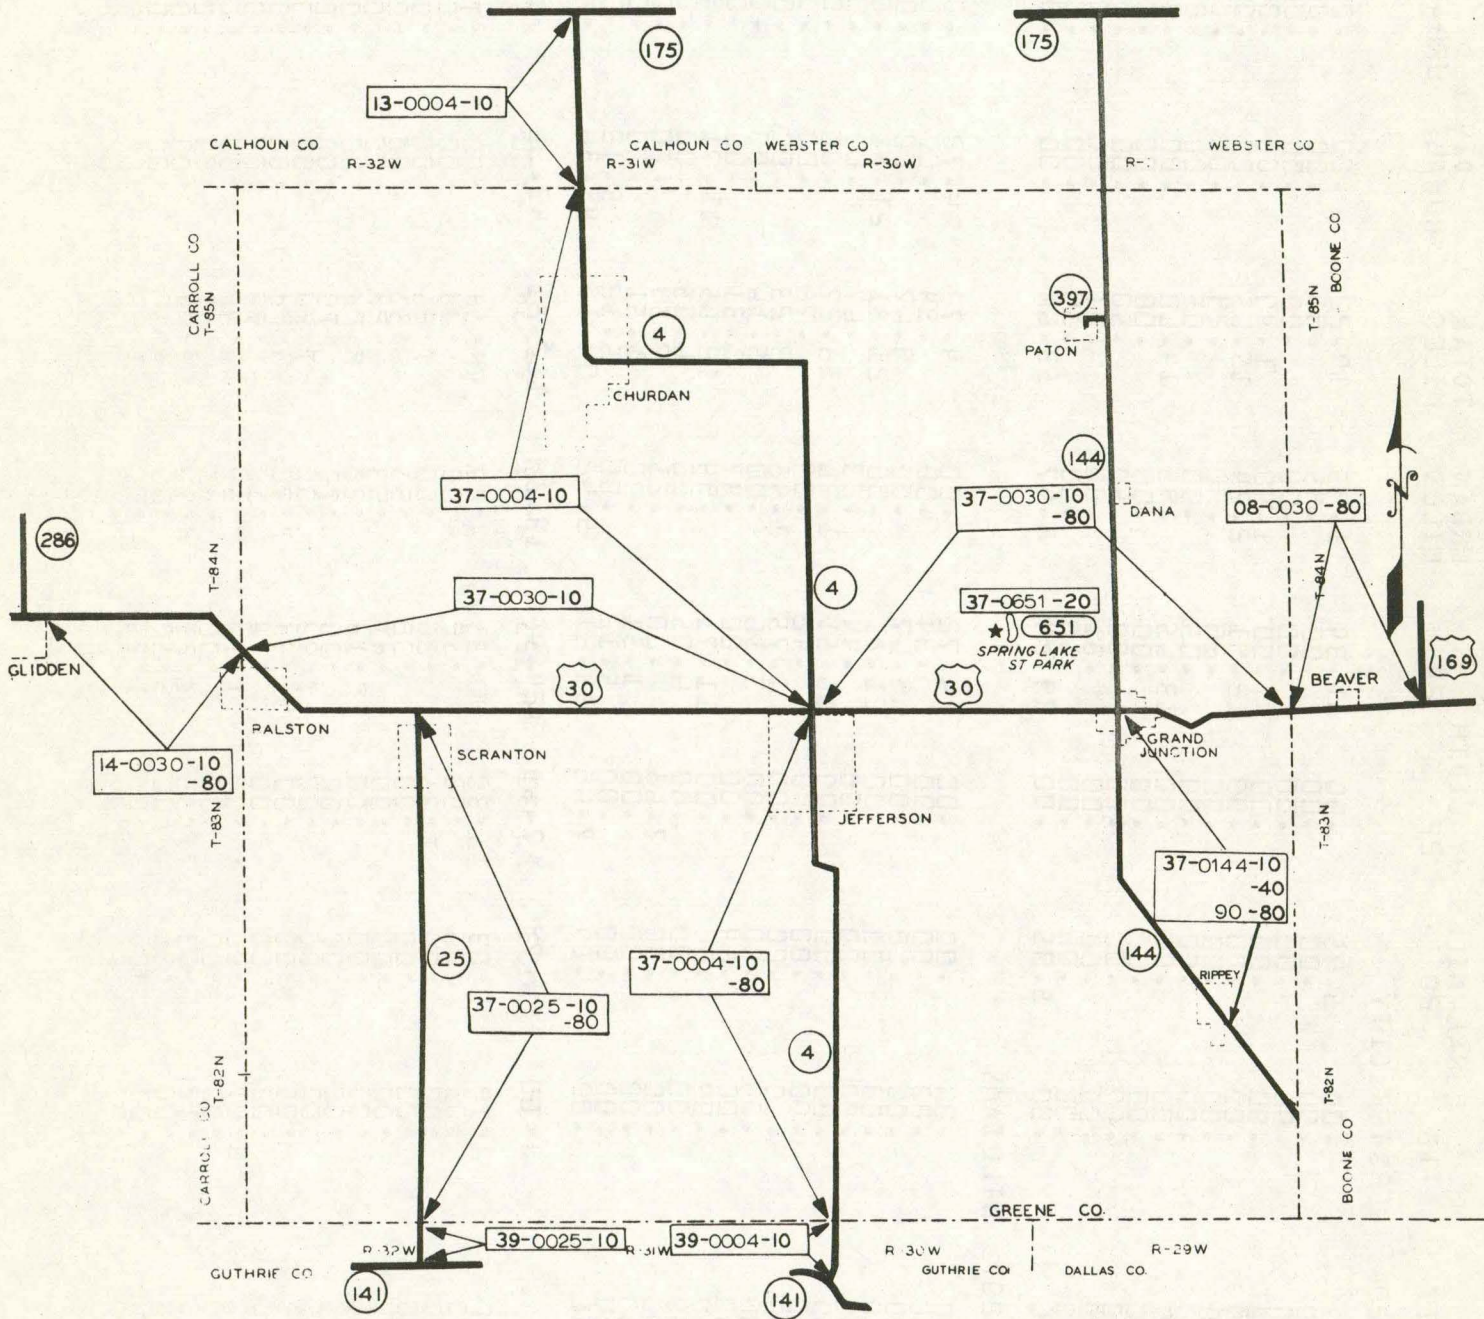 175
175
13-0004-10
CALHOUN CO
R-32W
CALHOUN CO
R-31W
WEBSTER CO
R-30W
WEBSTER CO
CARROLL CO
T-85N
T-85N
BOONE CO
397
PATON
4
CHURDAN
144
37-0004-10
37-0030-10
-80
DANA
08-0030-80
N
286
T-84N
T-84N
37-0030-10
4
37-0651-20
651
SPRING LAKE
ST PARK
GLIDDEN
30
30
BEAVER
169
RALSTON
SCRANTON
GRAND
JUNCTION
14-0030-10
-80
T-83N
JEFFERSON
T-83N
37-0144-10
-40
90-80
25
37-0004-10
-80
144
RIPPEY
37-0025-10
-80
4
T-82N
T-82N
CARROLL CO
BOONE CO
GREENE CO.
R-32W
39-0025-10
R-31W
39-0004-10
R-30W
R-29W
GUTHRIE CO
GUTHRIE CO
DALLAS CO.
141
141